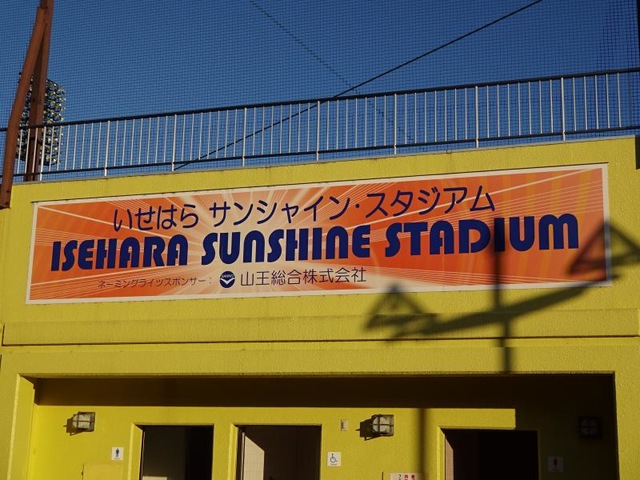 いせはら サンシャイン・スタジアム
ISEHARA SUNSHINE STADIUM
ネーミングライツスポンサー： 山王総合株式会社